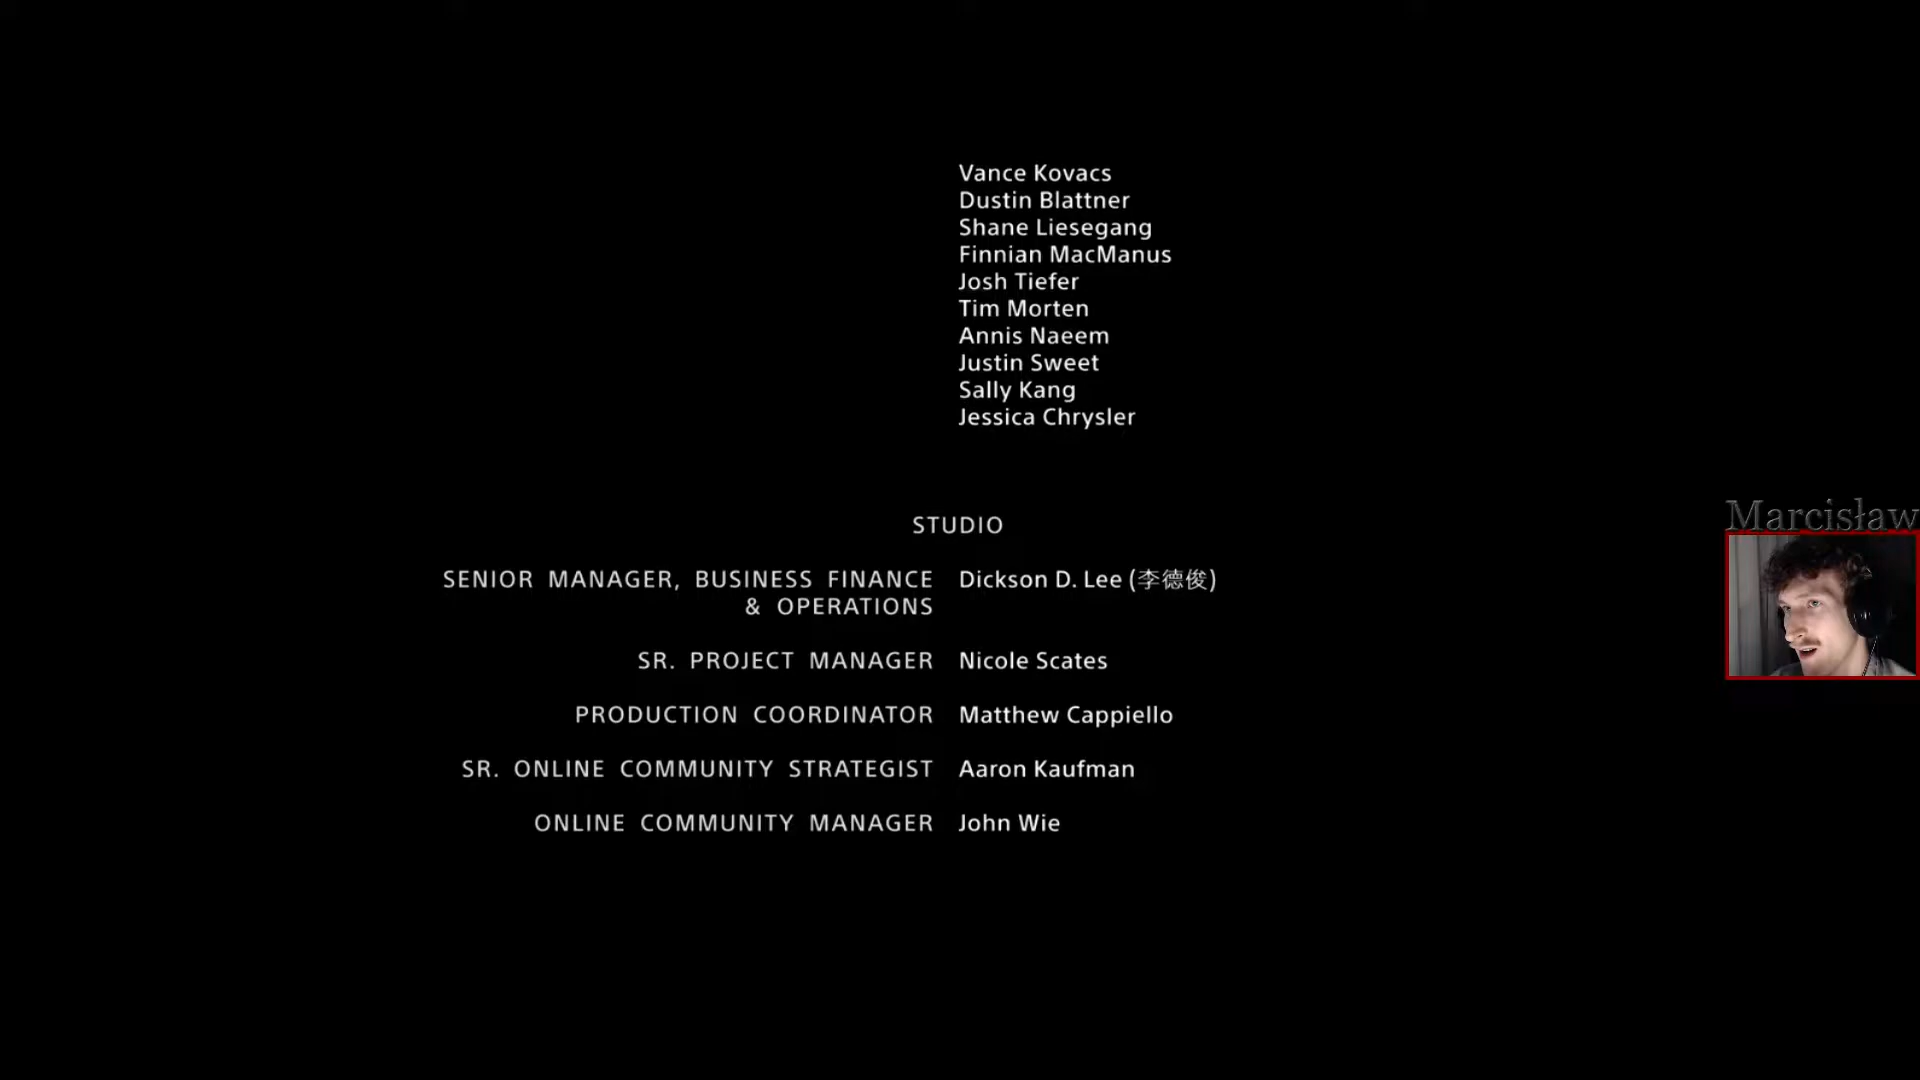 Vance Kovacs
Dustin Blattner
Shane Liesegang
Finnian MacManus
Josh Tiefer
Tim Morten
Annis Naeem
Justin Sweet
Sally Kang
Jessica Chrysler
STUDIO
SENIOR MANAGER, BUSINESS FINANCE Dickson D. Lee (李德俊)
& OPERATIONS
SR. PROJECT MANAGER Nicole Scates
PRODUCTION COORDINATOR Matthew Cappiello
SR. ONLINE COMMUNITY STRATEGIST Aaron Kaufman
ONLINE COMMUNITY MANAGER John Wie
Marcisław